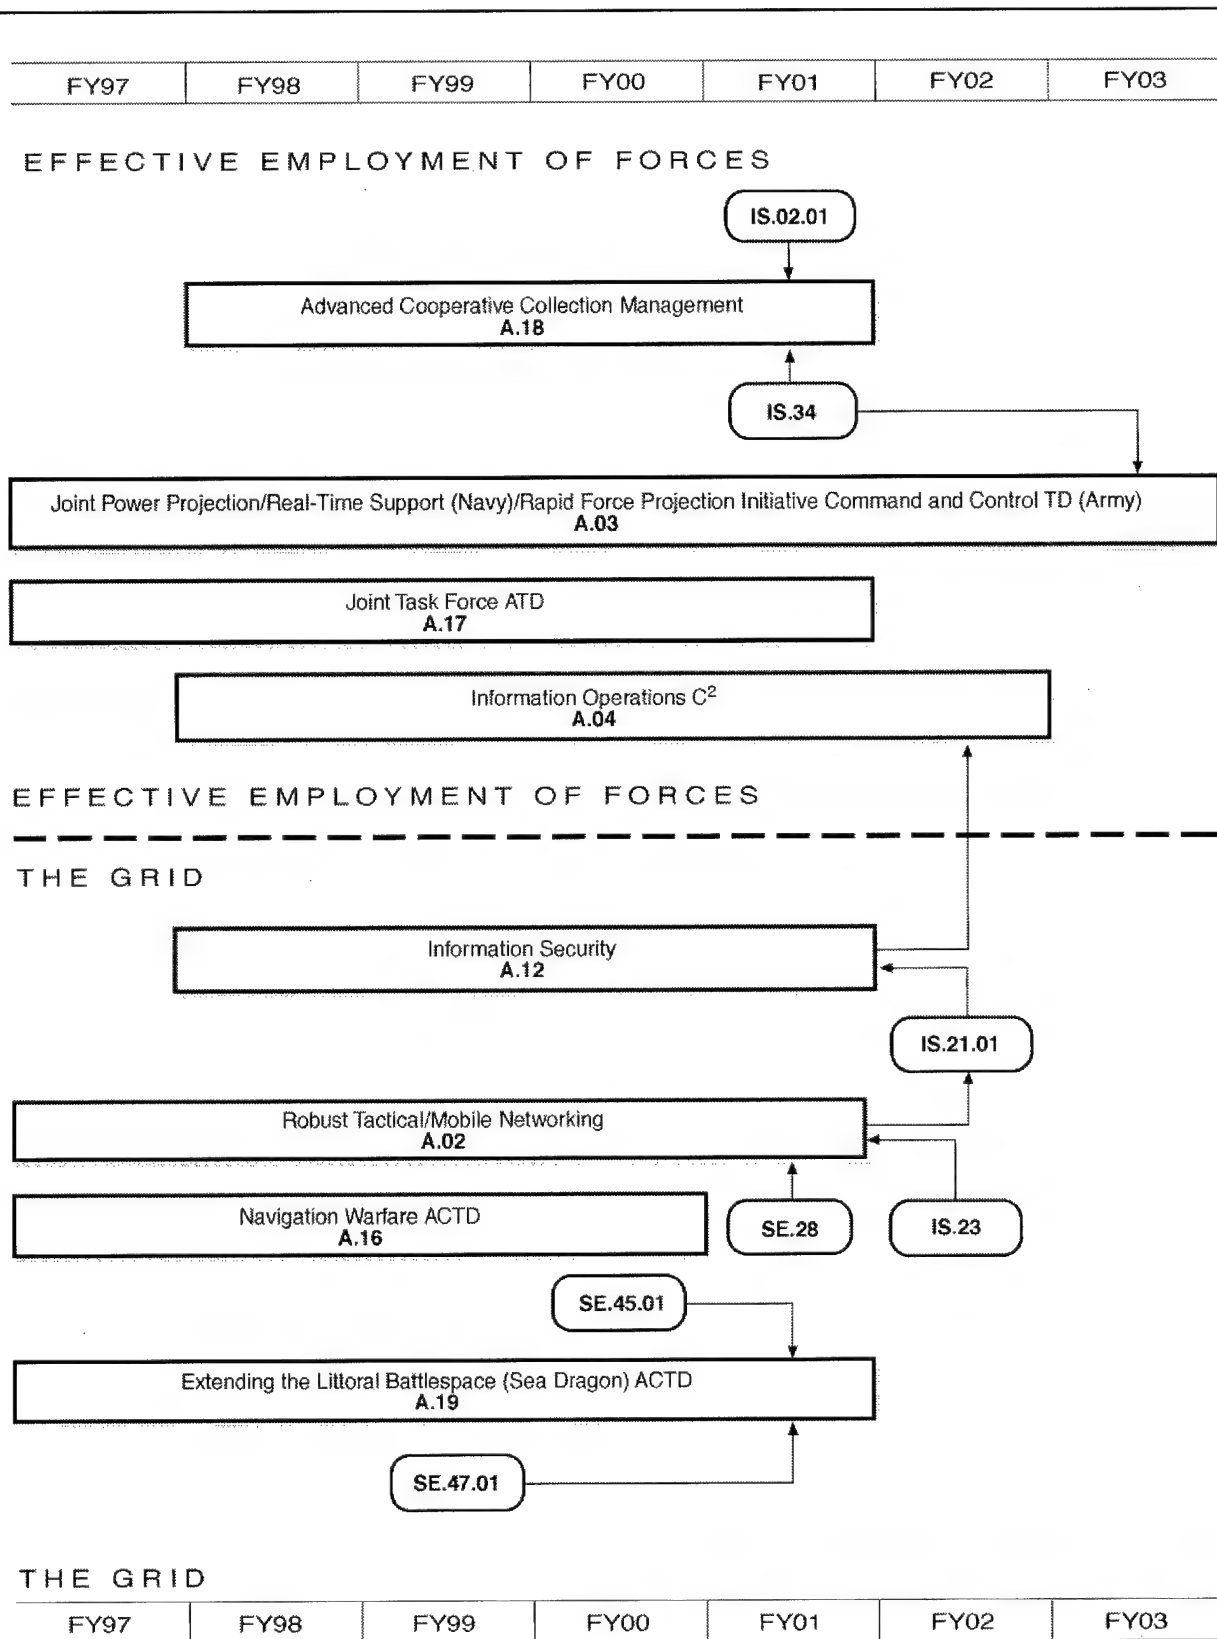 FY97 FY98 FY99 FY00 FY01 FY02 FY03
EFFECTIVE EMPLOYMENT OF FORCES
IS.02.01
Advanced Cooperative Collection Management
A.18
IS.34
Joint Power Projection/Real-Time Support (Navy)/Rapid Force Projection Initiative Command and Control TD (Army)
A.03
Joint Task Force ATD
A.17
Information Operations C²
A.04
EFFECTIVE EMPLOYMENT OF FORCES
THE GRID
Information Security
A.12
IS.21.01
Robust Tactical/Mobile Networking
A.02
Navigation Warfare ACTD
A.16
SE.28
IS.23
SE.45.01
Extending the Littoral Battlespace (Sea Dragon) ACTD
A.19
SE.47.01
THE GRID
FY97 FY98 FY99 FY00 FY01 FY02 FY03